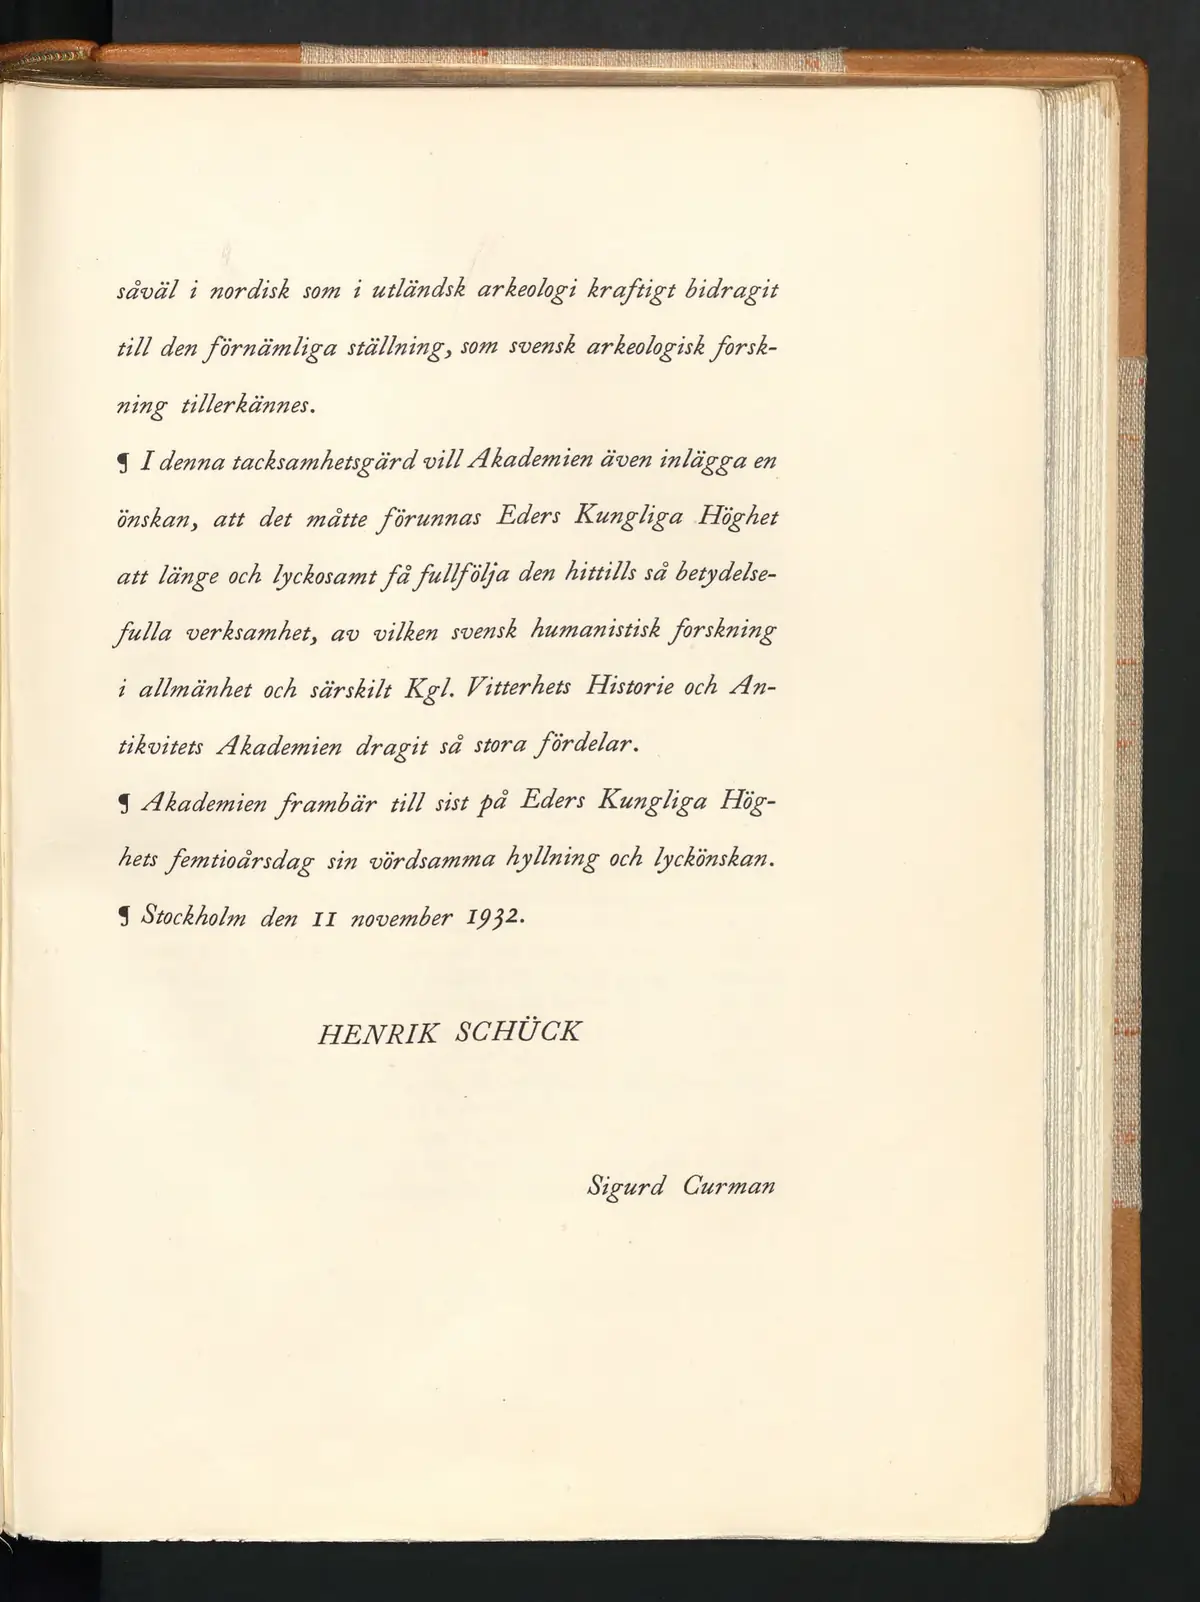 såväl i nordisk som i utländsk arkeologi kraftigt bidragit
till den förnämliga ställning, som svensk arkeologisk forsk-
ning tillerkännes.
¶ I denna tacksamhetsgärd vill Akademien även inlägga en
önskan, att det måtte förunnas Eders Kungliga Höghet
att länge och lyckosamt få fullfölja den hittills så betydelse-
fulla verksamhet, av vilken svensk humanistisk forskning
i allmänhet och särskilt Kgl. Vitterhets Historie och An-
tikvitets Akademien dragit så stora fördelar.
¶ Akademien frambär till sist på Eders Kungliga Hög-
hets femtioårsdag sin vördsamma hyllning och lyckönskan.
¶ Stockholm den 11 november 1932.
HENRIK SCHÜCK
Sigurd Curman